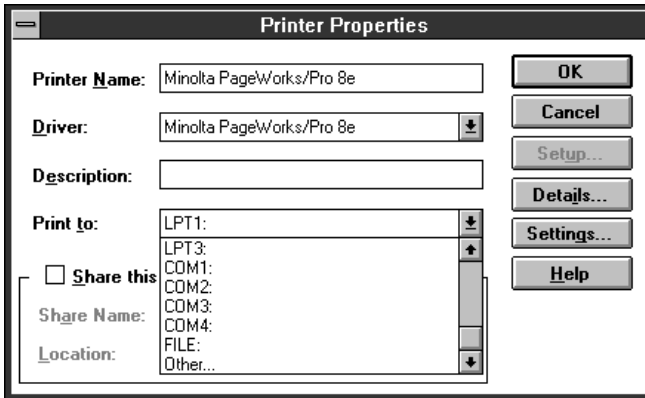 Printer Properties
Printer Name: Minolta PageWorks/Pro 8e
Driver: Minolta PageWorks/Pro 8e
Description:
Print to: LPT1:
LPT3:
COM1:
COM2:
COM3:
COM4:
FILE:
Other...
Share this
Share Name:
Location:
OK
Cancel
Setup...
Details...
Settings...
Help